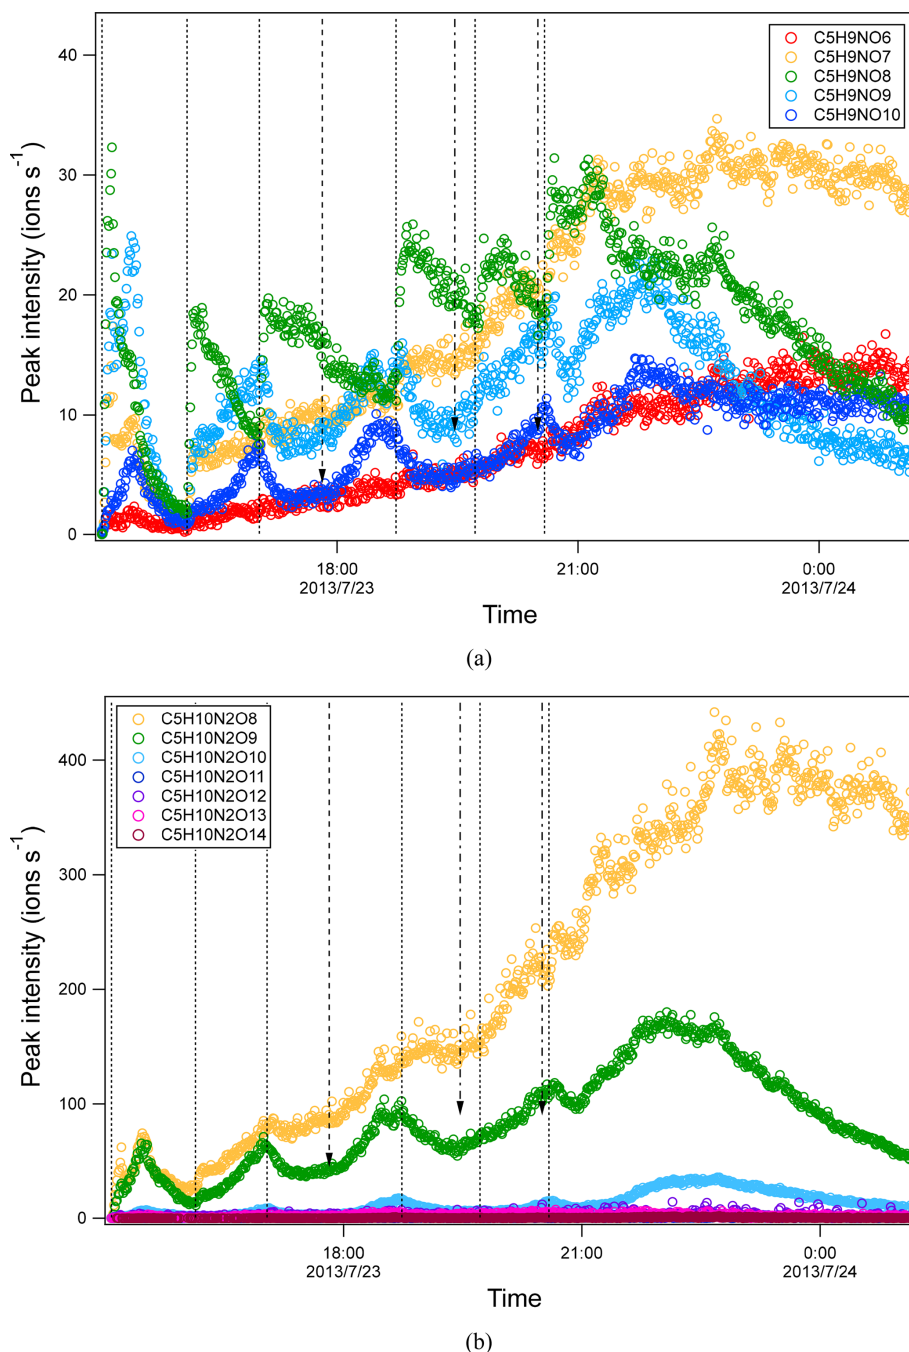 40
30
20
10
0
Peak intensity (ions s⁻¹)
C5H9NO6
C5H9NO7
C5H9NO8
C5H9NO9
C5H9NO10
18:00
2013/7/23
21:00
0:00
2013/7/24
Time
(a)
400
300
200
100
0
Peak intensity (ions s⁻¹)
C5H10N2O8
C5H10N2O9
C5H10N2O10
C5H10N2O11
C5H10N2O12
C5H10N2O13
C5H10N2O14
18:00
2013/7/23
21:00
0:00
2013/7/24
Time
(b)